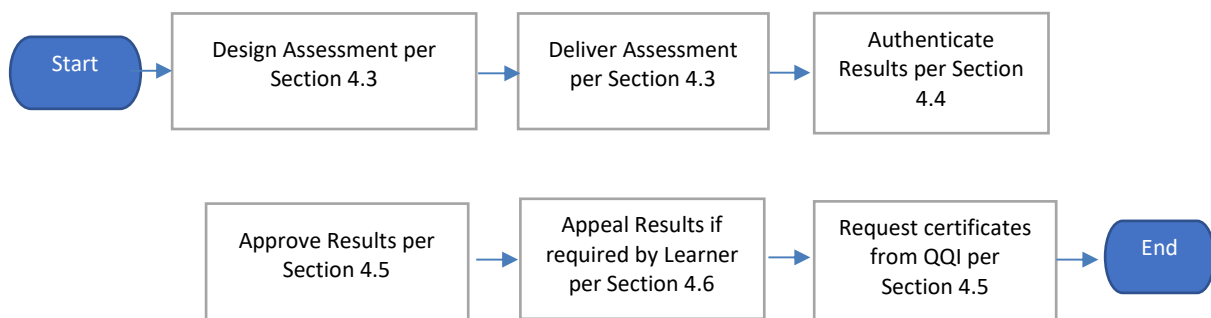 Start
Design Assessment per
Section 4.3
Deliver Assessment
per Section 4.3
Authenticate
Results per Section
4.4
Approve Results per
Section 4.5
Appeal Results if
required by Learner
per Section 4.6
Request certificates
from QQI per
Section 4.5
End